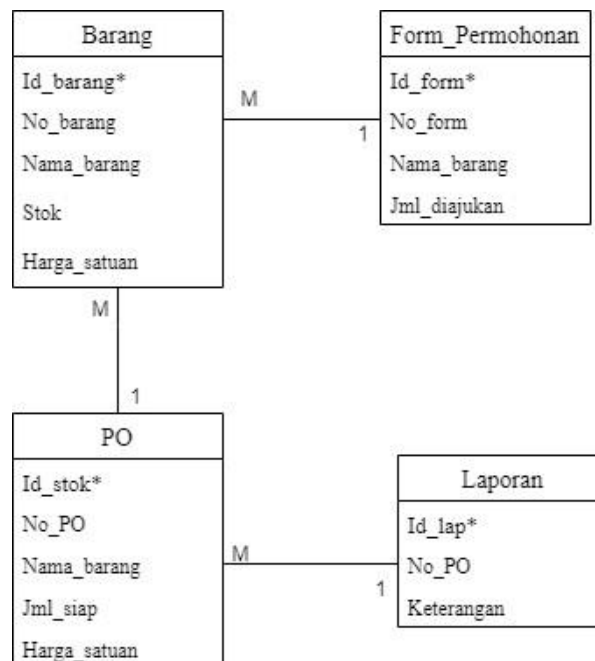 Barang
Id_barang*
No_barang
Nama_barang
Stok
Harga_satuan
M
1
Form_Permohonan
Id_form*
No_form
Nama_barang
Jml_diajukan
M
1
PO
Id_stok*
No_PO
Nama_barang
Jml_siap
Harga_satuan
M
1
Laporan
Id_lap*
No_PO
Keterangan